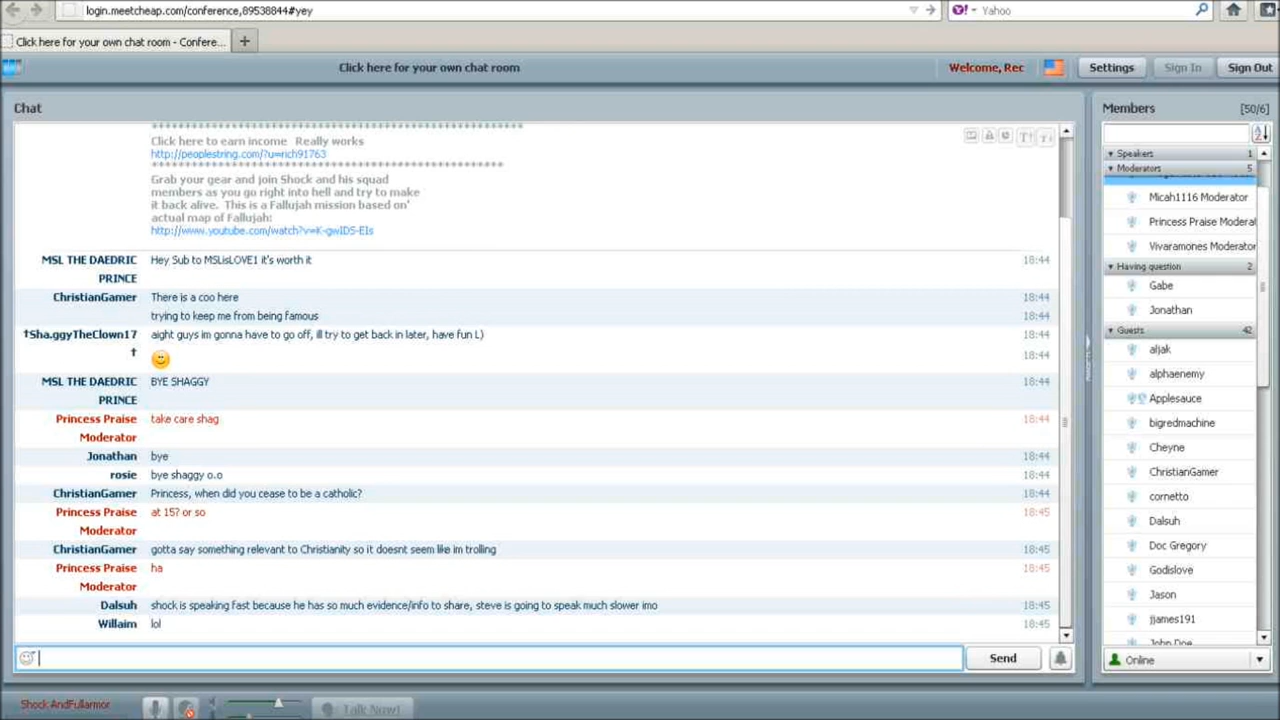 login.meetcheap.com/conference,89538844#yey
Yahoo
Click here for your own chat room - Confere...
Click here for your own chat room
Welcome, Rec
Settings
Sign In
Sign Out
Chat
Members
[50/6]
**********************************************************************
Click here to earn income Really works
http://peoplestring.com/?u=rich91763
******************************************************************
Grab your gear and join Shock and his squad
members as you go right into hell and try to make
it back alive. This is a Fallujah mission based on'
actual map of Fallujah:
http://www.youtube.com/watch?v=K-gwID5-EIs
MSL THE DAEDRIC PRINCE Hey Sub to MSLisLOVE1 it's worth it 18:44
ChristianGamer There is a coo here 18:44
trying to keep me from being famous 18:44
†Sha.ggyTheClown17† aight guys im gonna have to go off, ill try to get back in later, have fun L) 18:44
18:44
MSL THE DAEDRIC PRINCE BYE SHAGGY 18:44
Princess Praise Moderator take care shag 18:44
Jonathan bye 18:44
rosie bye shaggy o.o 18:44
ChristianGamer Princess, when did you cease to be a catholic? 18:44
Princess Praise Moderator at 15? or so 18:45
ChristianGamer gotta say something relevant to Christianity so it doesnt seem like im trolling 18:45
Princess Praise Moderator ha 18:45
Dalsuh shock is speaking fast because he has so much evidence/info to share, steve is going to speak much slower imo 18:45
Willaim lol 18:45
Send
Speakers 1
Moderators 5
Micah1116 Moderator
Princess Praise Moderat
Vivaramones Moderator
Having question 2
Gabe
Jonathan
Guests 42
aljak
alphaenemy
Applesauce
bigredmachine
Cheyne
ChristianGamer
cornetto
Dalsuh
Doc Gregory
Godislove
Jason
jjames191
John Doe
Online
Shock AndFullarmor
Talk Now!